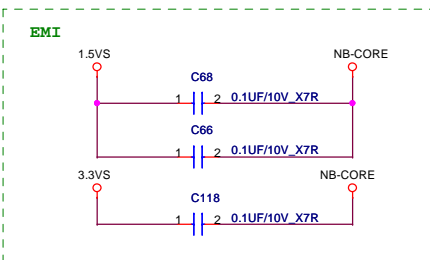 EMI
1.5VS
NB-CORE
C68
1 2 0.1UF/10V_X7R
C66
1 2 0.1UF/10V_X7R
3.3VS
NB-CORE
C118
1 2 0.1UF/10V_X7R